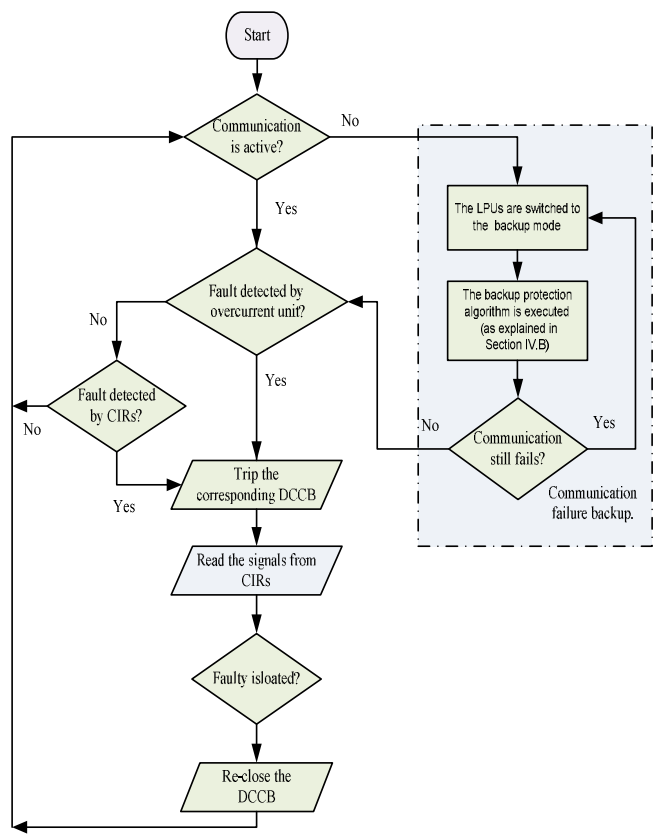 Start
Communication
is active?
No
Yes
The LPUs are switched to
the backup mode
Fault detected by
overcurrent unit?
The backup protection
algorithm is executed
(as explained in
Section IV.B)
No
Yes
Fault detected
by CIRs?
No
Yes
No
Communication
still fails?
Yes
Trip the
corresponding DCCB
Communication
failure backup.
Read the signals from
CIRs
Faulty isloated?
Re-close the
DCCB